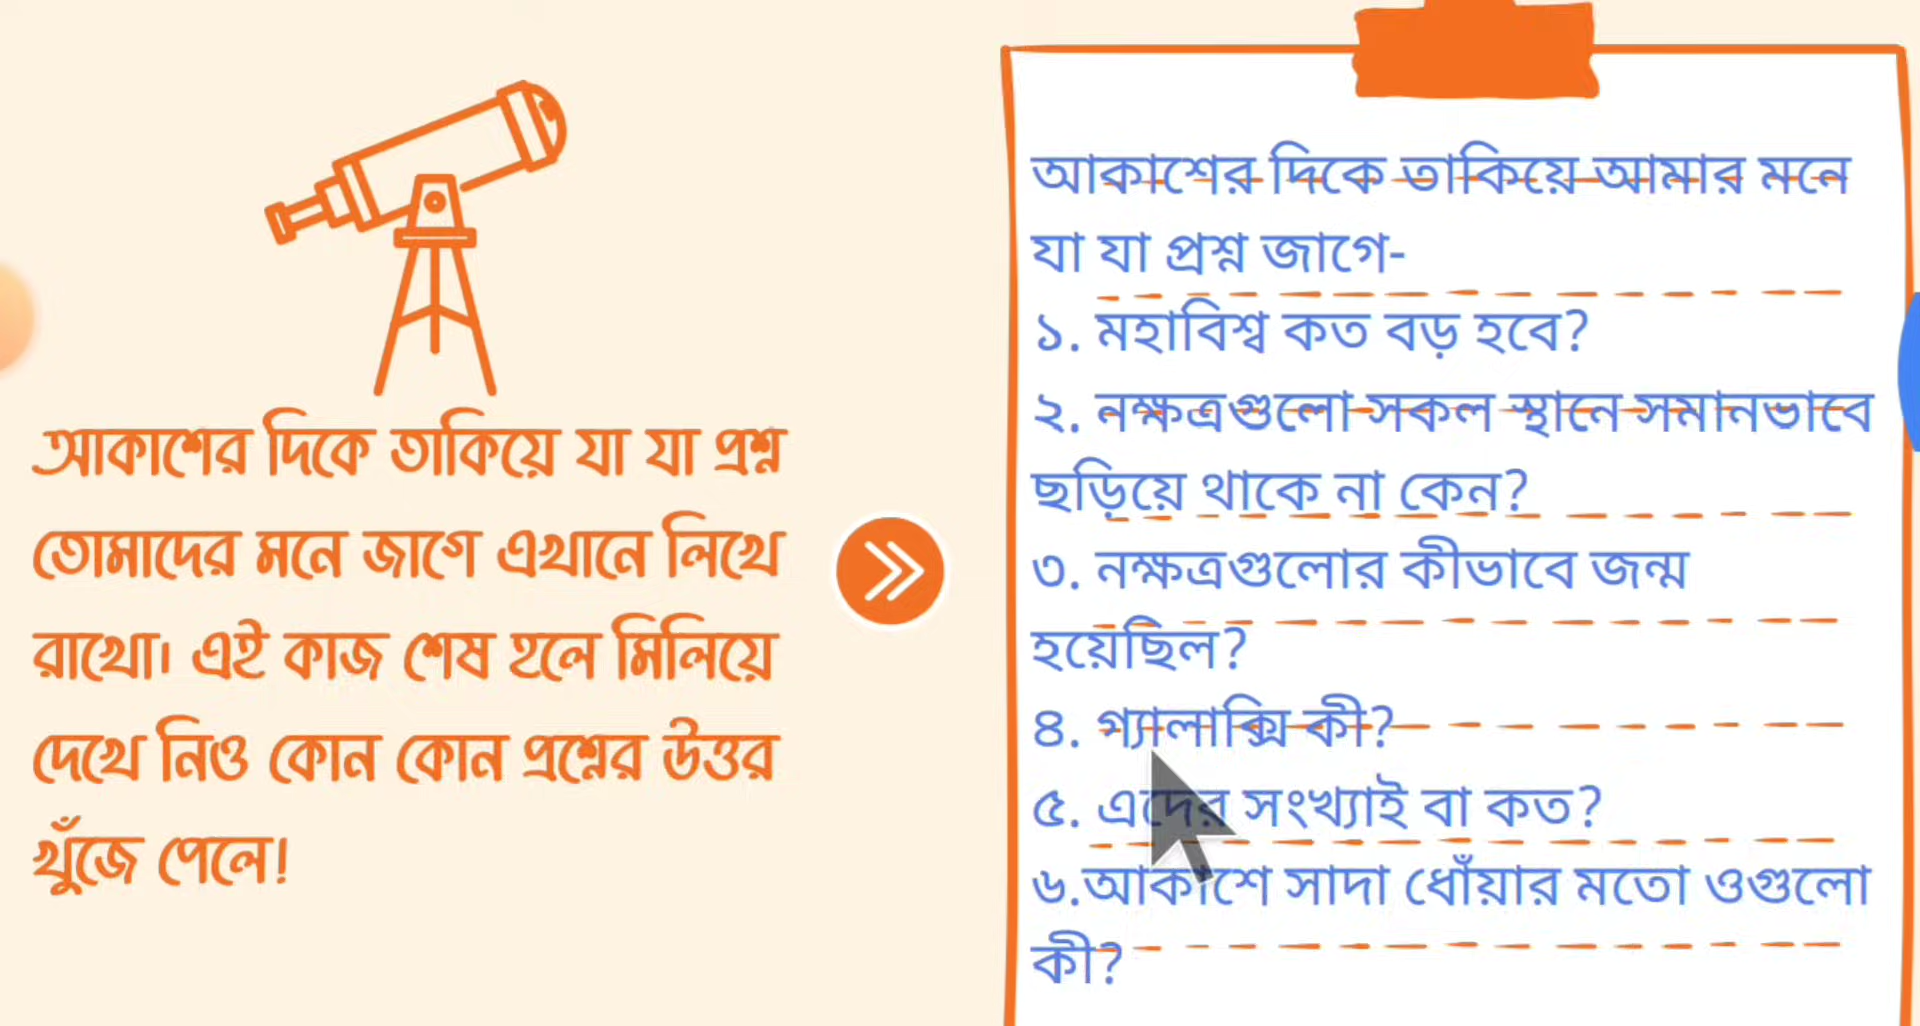 আকাশের দিকে তাকিয়ে যা যা প্রশ্ন
তোমাদের মনে জাগে এখানে লিখে
রাখো। এই কাজ শেষ হলে মিলিয়ে
দেখে নিও কোন কোন প্রশ্নের উত্তর
খুঁজে পেলে!
আকাশের দিকে তাকিয়ে আমার মনে
যা যা প্রশ্ন জাগে-
১. মহাবিশ্ব কত বড় হবে?
২. নক্ষত্রগুলো সকল স্থানে সমানভাবে
ছড়িয়ে থাকে না কেন?
৩. নক্ষত্রগুলোর কীভাবে জন্ম
হয়েছিল?
৪. গ্যালাক্সি কী?
৫. এদের সংখ্যাই বা কত?
৬.আকাশে সাদা ধোঁয়ার মতো ওগুলো
কী?